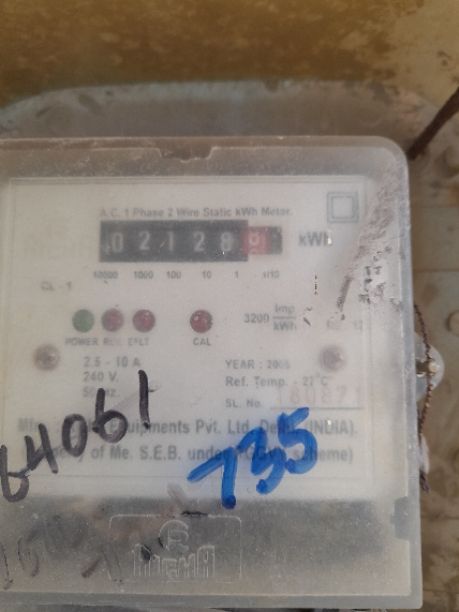 A.C. 1 Phase 2 Wire Static kWh Meter.
02128 kWh
10000 1000 100 10 1 x1/10
CL - 1
3200 Imp/kWh
POWER REV. E*LT CAL
2.5 - 10 A
240 V.
YEAR :
Ref. Temp. - 27°C
SL. No. 180871
Equipments Pvt. Ltd. Delhi (INDIA).
of Me. S.E.B. under scheme)
64061
735